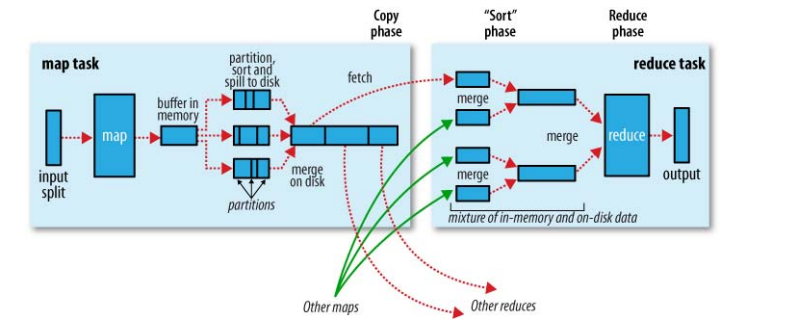 Copy
phase
"Sort"
phase
Reduce
phase
map task
reduce task
partition,
sort and
spill to disk
fetch
buffer in
memory
map
input
split
partitions
merge
on disk
merge
merge
merge
reduce
output
mixture of in-memory and on-disk data
Other maps
Other reduces